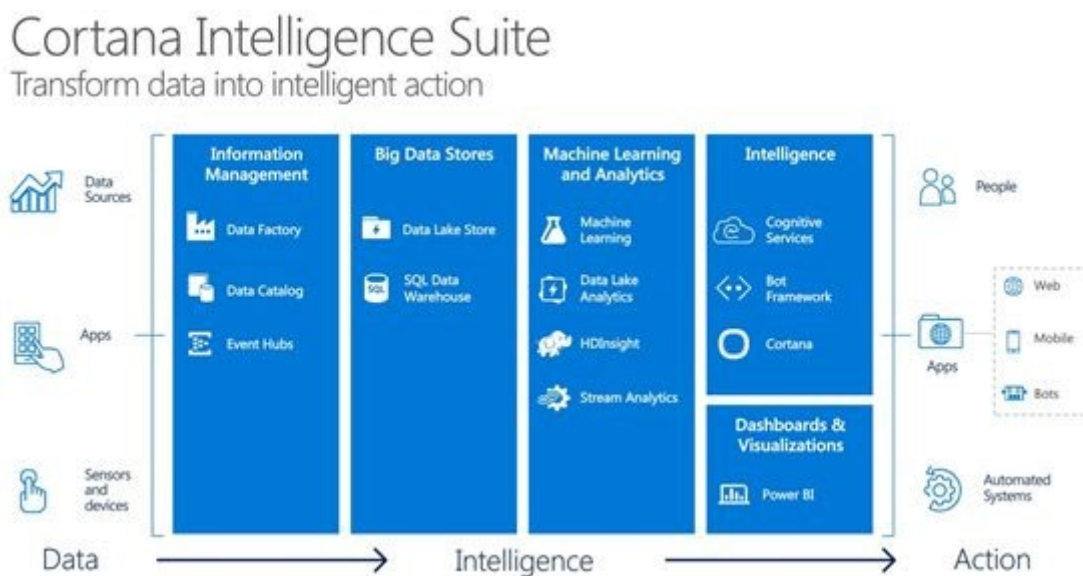 Cortana Intelligence Suite
Transform data into intelligent action
Data
Sources
Apps
Sensors
and
devices
Information
Management
Data Factory
Data Catalog
Event Hubs
Big Data Stores
Data Lake Store
SQL
SQL Data
Warehouse
Machine Learning
and Analytics
Machine
Learning
Data Lake
Analytics
HDInsight
Stream Analytics
Intelligence
Cognitive
Services
Bot
Framework
Cortana
Dashboards &
Visualizations
Power BI
People
Apps
Web
Mobile
Bots
Automated
Systems
Data
Intelligence
Action